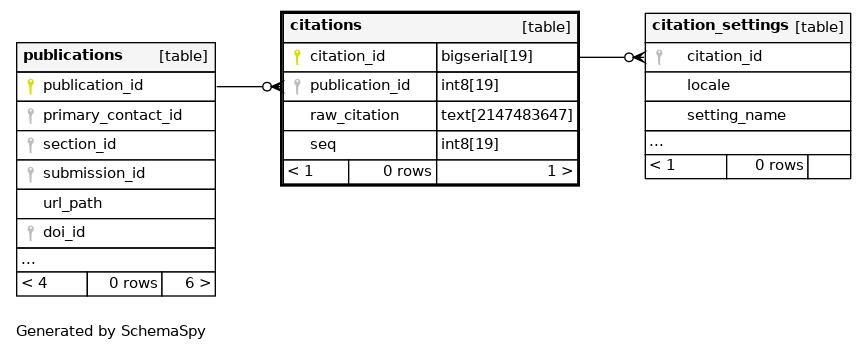 publications [table]
publication_id
primary_contact_id
section_id
submission_id
url_path
doi_id
...
< 4 0 rows 6 >
citations [table]
citation_id bigserial[19]
publication_id int8[19]
raw_citation text[2147483647]
seq int8[19]
< 1 0 rows 1 >
citation_settings [table]
citation_id
locale
setting_name
...
< 1 0 rows
Generated by SchemaSpy